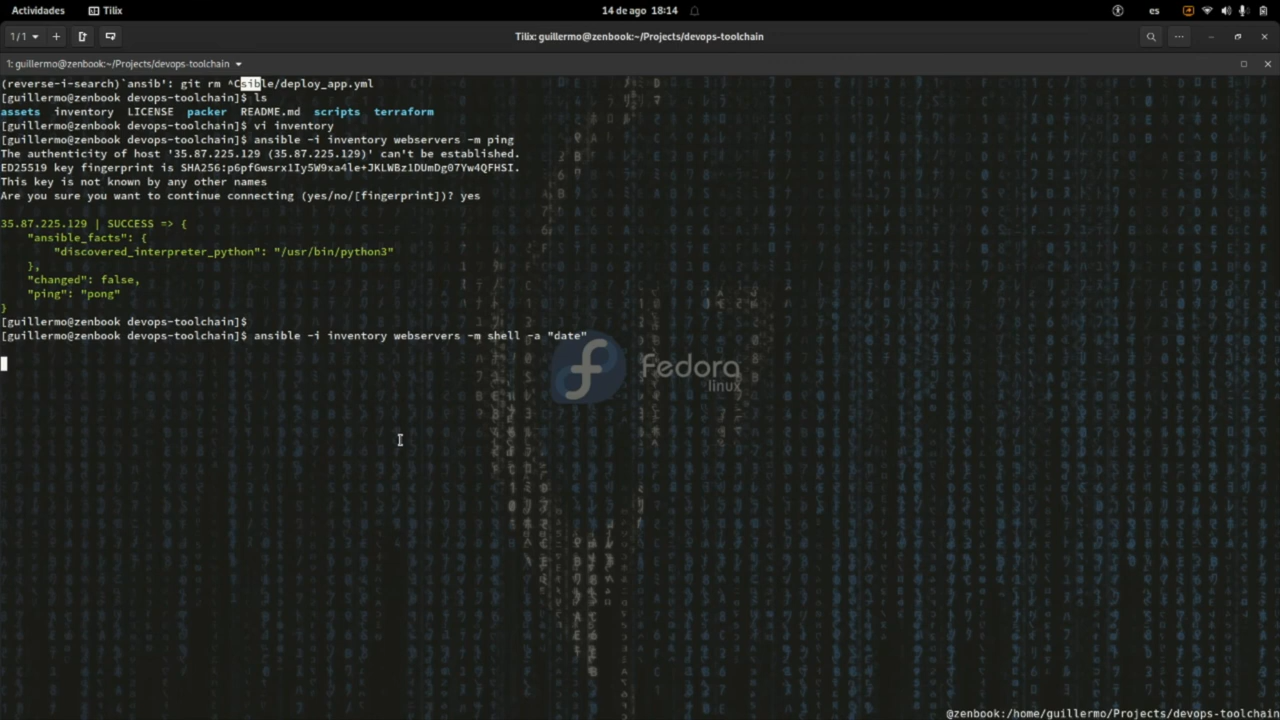 Actividades Tilix 14 de ago 18:14 es
1/1 Tilix: guillermo@zenbook:~/Projects/devops-toolchain
1: guillermo@zenbook:~/Projects/devops-toolchain
(reverse-i-search)`ansib': git rm ^Csible/deploy_app.yml
[guillermo@zenbook devops-toolchain]$ ls
assets inventory LICENSE packer README.md scripts terraform
[guillermo@zenbook devops-toolchain]$ vi inventory
[guillermo@zenbook devops-toolchain]$ ansible -i inventory webservers -m ping
The authenticity of host '35.87.225.129 (35.87.225.129)' can't be established.
ED25519 key fingerprint is SHA256:p6pfGwsrx1Iy5W9xa4le+JKLWBz1DUmDg07Yw4QFHSI.
This key is not known by any other names
Are you sure you want to continue connecting (yes/no/[fingerprint])? yes
35.87.225.129 | SUCCESS => {
    "ansible_facts": {
        "discovered_interpreter_python": "/usr/bin/python3"
    },
    "changed": false,
    "ping": "pong"
}
[guillermo@zenbook devops-toolchain]$
[guillermo@zenbook devops-toolchain]$ ansible -i inventory webservers -m shell -a "date"
fedora
linux
@zenbook:/home/guillermo/Projects/devops-toolchain